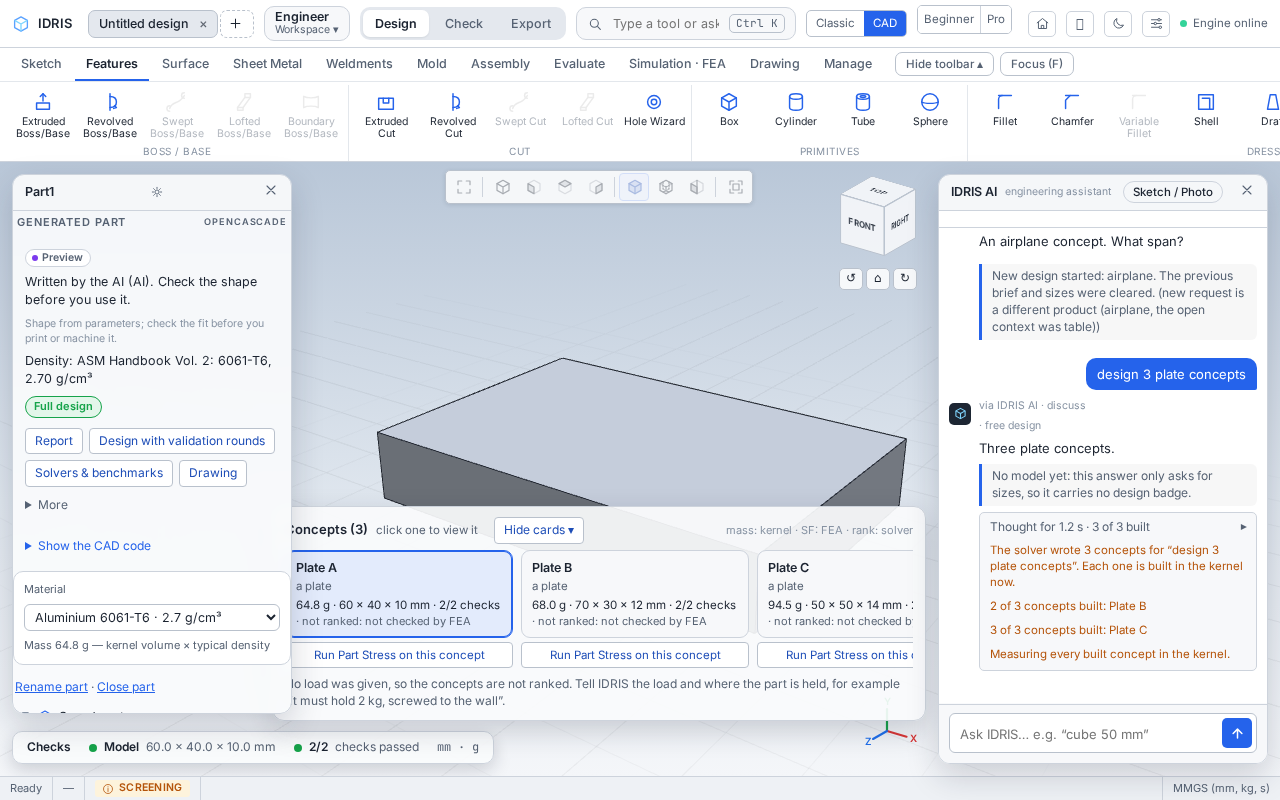 IDRIS
Untitled design ×
+
Engineer
Workspace ▾
Design
Check
Export
Type a tool or ask
Ctrl K
Classic
CAD
Beginner
Pro
Engine online
Sketch
Features
Surface
Sheet Metal
Weldments
Mold
Assembly
Evaluate
Simulation · FEA
Drawing
Manage
Hide toolbar ▴
Focus (F)
Extruded Boss/Base
Revolved Boss/Base
Swept Boss/Base
Lofted Boss/Base
Boundary Boss/Base
BOSS / BASE
Extruded Cut
Revolved Cut
Swept Cut
Lofted Cut
Hole Wizard
CUT
Box
Cylinder
Tube
Sphere
PRIMITIVES
Fillet
Chamfer
Variable Fillet
Shell
Dra
DRESS
Part1
GENERATED PART
OPENCASCADE
Preview
Written by the AI (AI). Check the shape
before you use it.
Shape from parameters; check the fit before you
print or machine it.
Density: ASM Handbook Vol. 2: 6061-T6,
2.70 g/cm³
Full design
Report
Design with validation rounds
Solvers & benchmarks
Drawing
More
Show the CAD code
Material
Aluminium 6061-T6 · 2.7 g/cm³
Mass 64.8 g — kernel volume × typical density
Rename part · Close part
TOP
FRONT
RIGHT
Concepts (3)
click one to view it
Hide cards ▾
mass: kernel · SF: FEA · rank: solver
Plate A
a plate
64.8 g · 60 × 40 × 10 mm · 2/2 checks
· not ranked: not checked by FEA
Run Part Stress on this concept
Plate B
a plate
68.0 g · 70 × 30 × 12 mm · 2/2 checks
· not ranked: not checked by FEA
Run Part Stress on this concept
Plate C
a plate
94.5 g · 50 × 50 × 14 mm ·
· not ranked: not checked b
Run Part Stress on this c
No load was given, so the concepts are not ranked. Tell IDRIS the load and where the part is held, for example
it must hold 2 kg, screwed to the wall”.
Z
X
Checks
Model 60.0 × 40.0 × 10.0 mm
2/2 checks passed
mm · g
IDRIS AI
engineering assistant
Sketch / Photo
An airplane concept. What span?
New design started: airplane. The previous
brief and sizes were cleared. (new request is
a different product (airplane, the open
context was table))
design 3 plate concepts
via IDRIS AI · discuss
· free design
Three plate concepts.
No model yet: this answer only asks for
sizes, so it carries no design badge.
Thought for 1.2 s · 3 of 3 built
The solver wrote 3 concepts for “design 3
plate concepts”. Each one is built in the kernel
now.
2 of 3 concepts built: Plate B
3 of 3 concepts built: Plate C
Measuring every built concept in the kernel.
Ask IDRIS... e.g. “cube 50 mm”
Ready
—
SCREENING
MMGS (mm, kg, s)